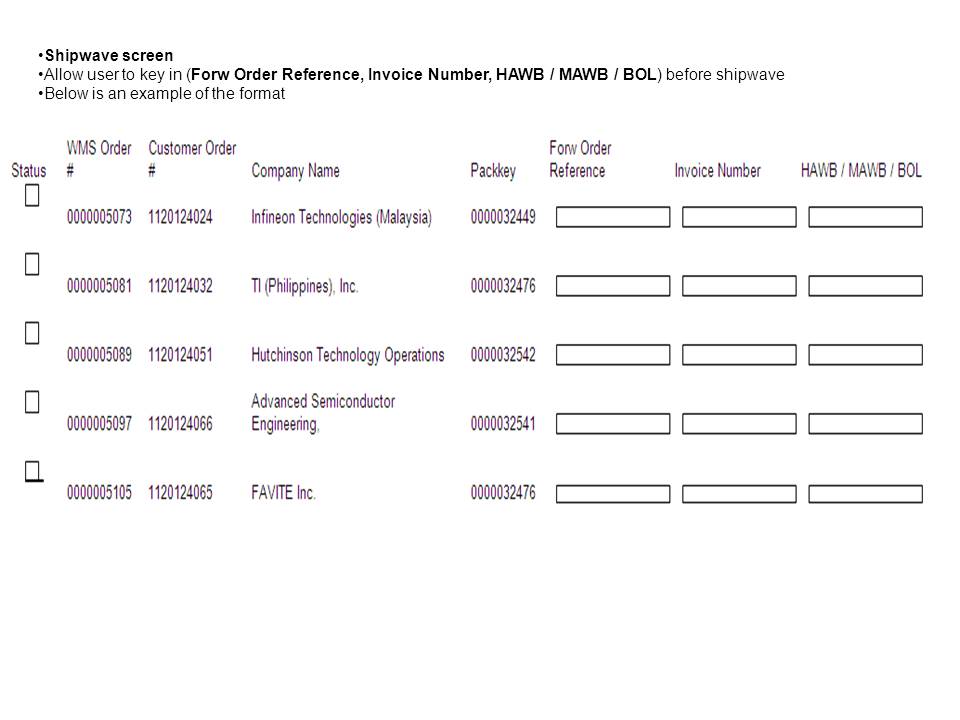 •Shipwave screen
•Allow user to key in (Forw Order Reference, Invoice Number, HAWB / MAWB / BOL) before shipwave
•Below is an example of the format
Status WMS Order # Customer Order # Company Name Packkey Forw Order Reference Invoice Number HAWB / MAWB / BOL
0000005073 1120124024 Infineon Technologies (Malaysia) 0000032449
0000005081 1120124032 TI (Philippines), Inc. 0000032476
0000005089 1120124051 Hutchinson Technology Operations 0000032542
0000005097 1120124066 Advanced Semiconductor Engineering, 0000032541
0000005105 1120124065 FAVITE Inc. 0000032476